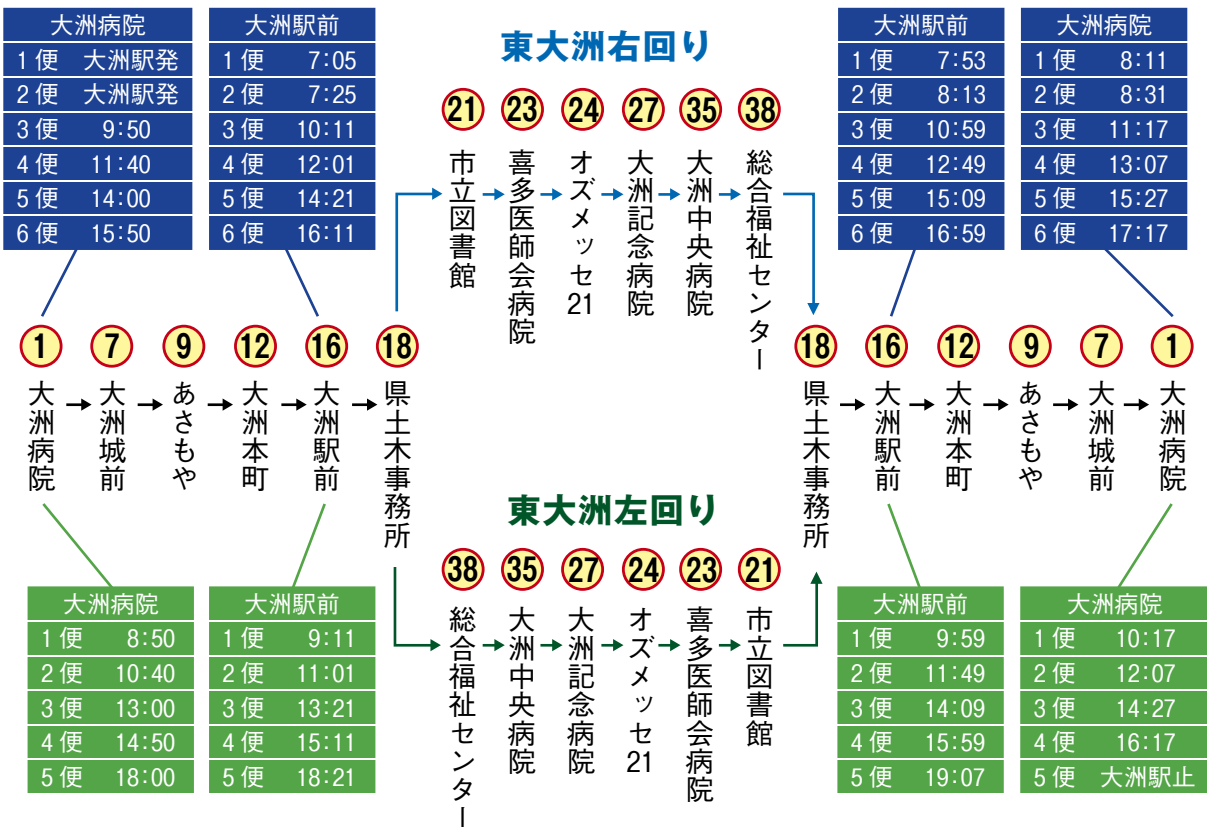 大洲病院
1便 大洲駅発
2便 大洲駅発
3便 9:50
4便 11:40
5便 14:00
6便 15:50
大洲駅前
1便 7:05
2便 7:25
3便 10:11
4便 12:01
5便 14:21
6便 16:11
東大洲右回り
21 市立図書館
23 喜多医師会病院
24 オズメッセ21
27 大洲記念病院
35 大洲中央病院
38 総合福祉センター
大洲駅前
1便 7:53
2便 8:13
3便 10:59
4便 12:49
5便 15:09
6便 16:59
大洲病院
1便 8:11
2便 8:31
3便 11:17
4便 13:07
5便 15:27
6便 17:17
1 大洲病院
7 大洲城前
9 あさもや
12 大洲本町
16 大洲駅前
18 県土木事務所
18 県土木事務所
16 大洲駅前
12 大洲本町
9 あさもや
7 大洲城前
1 大洲病院
東大洲左回り
38 総合福祉センター
35 大洲中央病院
27 大洲記念病院
24 オズメッセ21
23 喜多医師会病院
21 市立図書館
大洲病院
1便 8:50
2便 10:40
3便 13:00
4便 14:50
5便 18:00
大洲駅前
1便 9:11
2便 11:01
3便 13:21
4便 15:11
5便 18:21
大洲駅前
1便 9:59
2便 11:49
3便 14:09
4便 15:59
5便 19:07
大洲病院
1便 10:17
2便 12:07
3便 14:27
4便 16:17
5便 大洲駅止